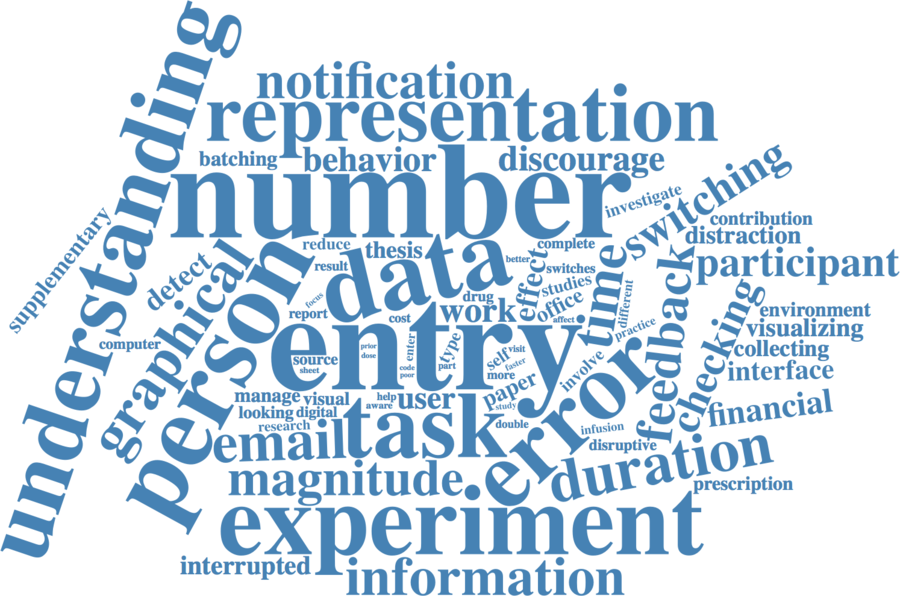 understanding
notification
representation
batching
behavior
discourage
number
investigate
switching
supplementary
contribution
distraction
participant
detect
graphical
person
reduce
thesis
data
better
complete
result
effect
switches
studies
time
feedback
focus
report
cost
drug
work
office
affect
different
practice
checking
environment
visualizing
collecting
interface
computer
entry
source
sheet
prior
dose
enter
code
poor
type
part
self
visit
faster
more
involve
error
manage
visual
looking
digital
research
help
aware
user
paper
study
double
infusion
disruptive
financial
email
task
duration
magnitude
prescription
experiment
interrupted
information